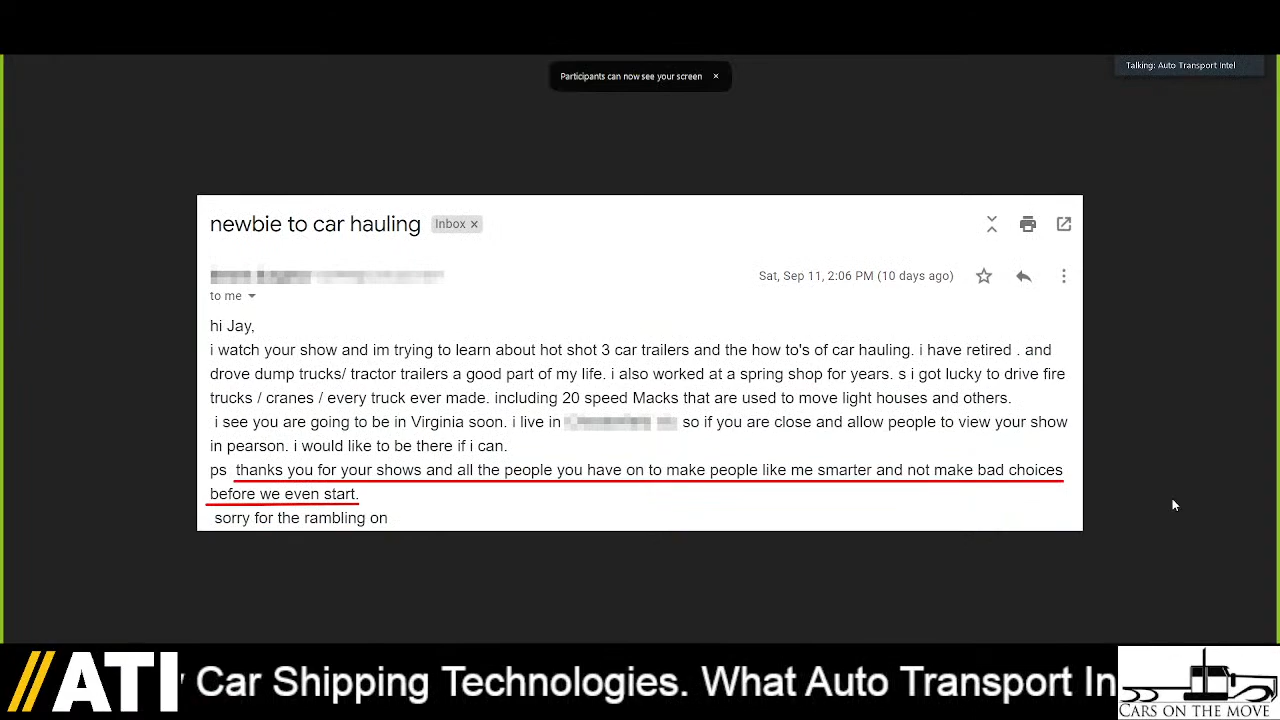 Participants can now see your screen ×
Talking: Auto Transport Intel
newbie to car hauling Inbox ×
Sat, Sep 11, 2:06 PM (10 days ago)
to me
hi Jay,
i watch your show and im trying to learn about hot shot 3 car trailers and the how to's of car hauling. i have retired . and
drove dump trucks/ tractor trailers a good part of my life. i also worked at a spring shop for years. s i got lucky to drive fire
trucks / cranes / every truck ever made. including 20 speed Macks that are used to move light houses and others.
i see you are going to be in Virginia soon. i live in so if you are close and allow people to view your show
in pearson. i would like to be there if i can.
ps thanks you for your shows and all the people you have on to make people like me smarter and not make bad choices
before we even start.
sorry for the rambling on
//ATI Car Shipping Technologies. What Auto Transport In
CARS ON THE MOVE